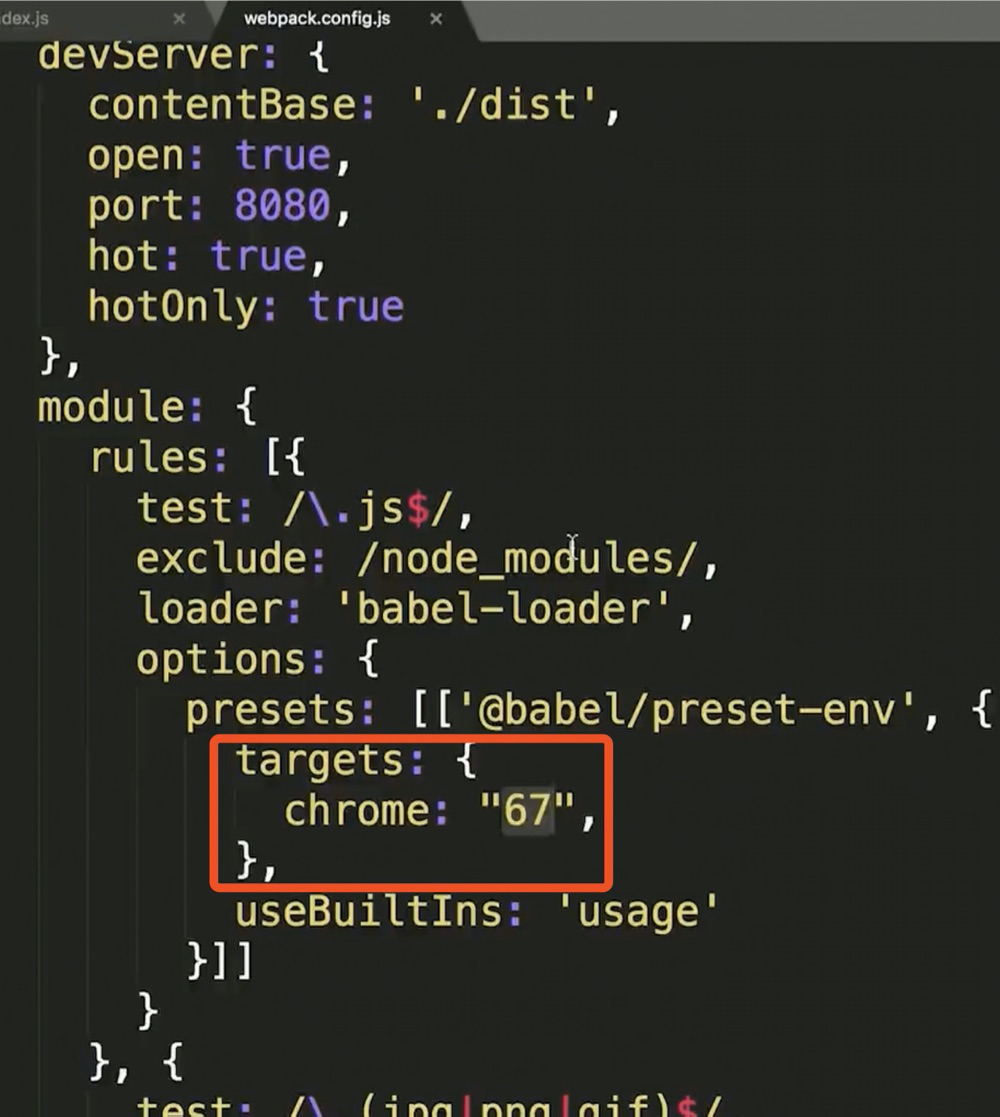 dex.js × webpack.config.js ×
devServer: {
  contentBase: './dist',
  open: true,
  port: 8080,
  hot: true,
  hotOnly: true
},
module: {
  rules: [{
    test: /\.js$/,
    exclude: /node_modules/,
    loader: 'babel-loader',
    options: {
      presets: [['@babel/preset-env', {
        targets: {
          chrome: "67",
        },
        useBuiltIns: 'usage'
      }]]
    }
  }, {
    test: /\.(jpg|png|gif)$/